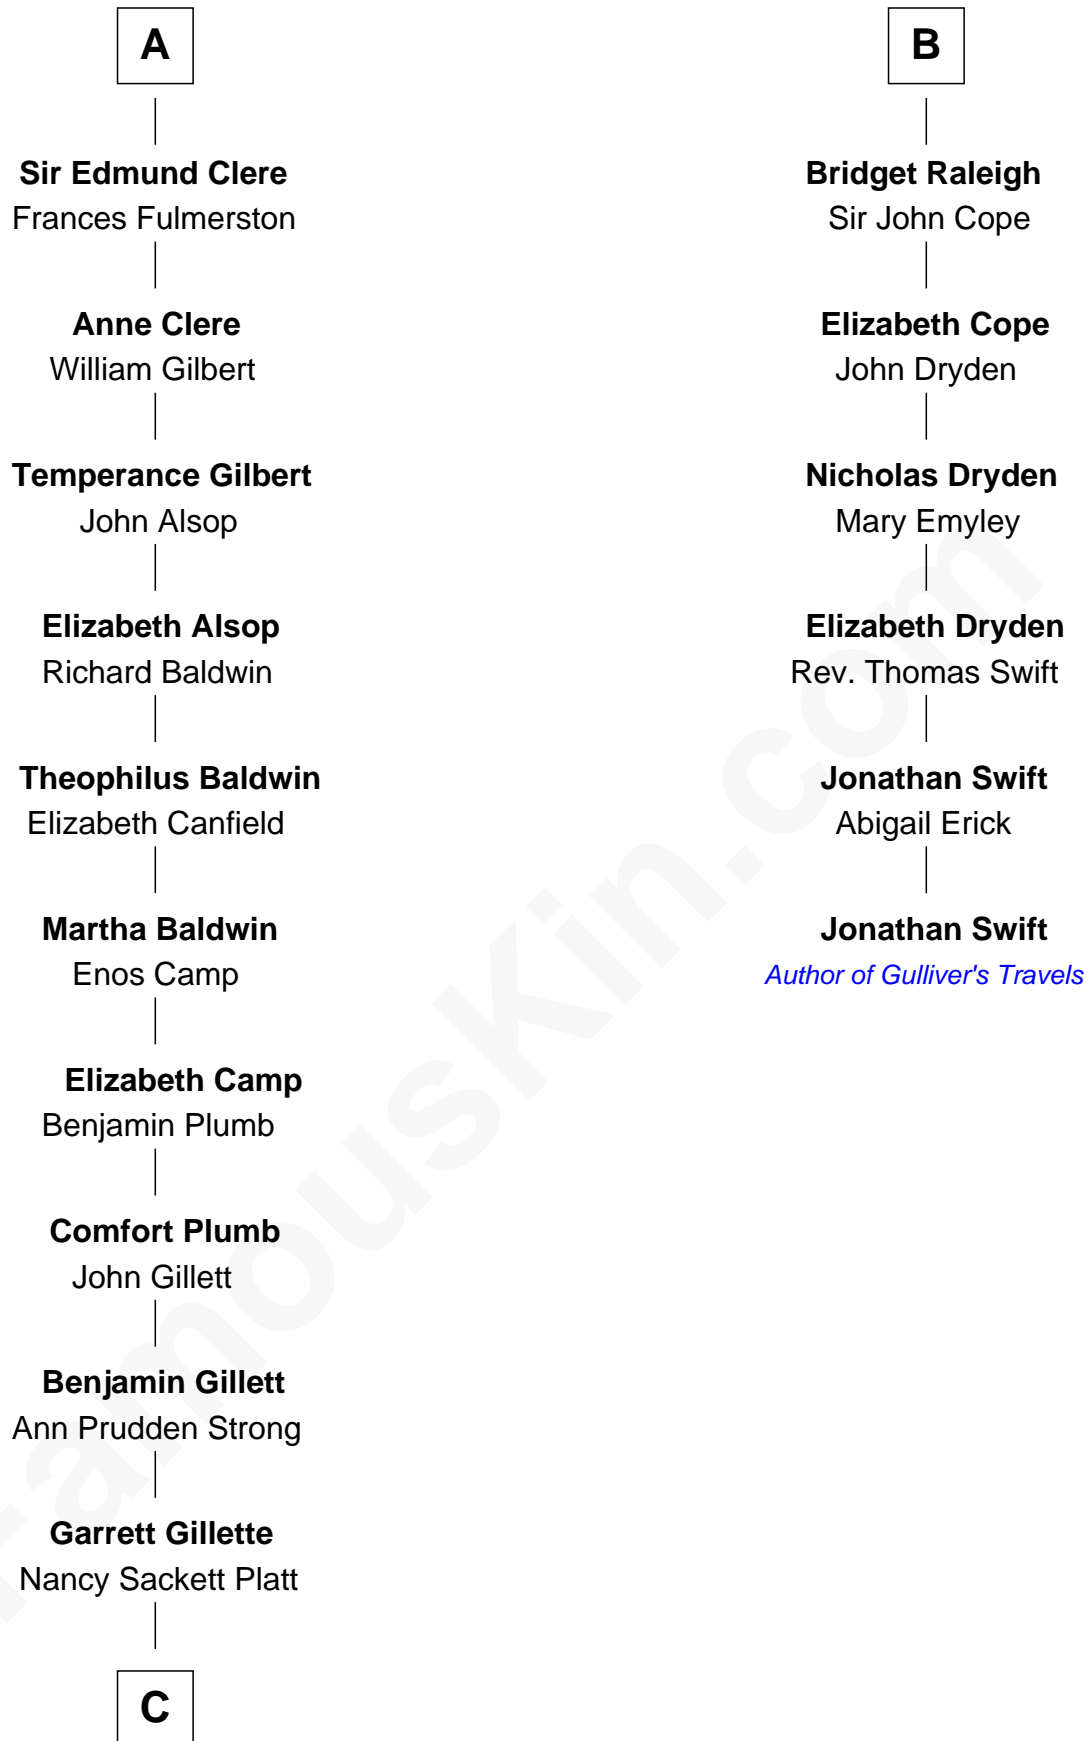 A
Sir Edmund Clere
Frances Fulmerston
Anne Clere
William Gilbert
Temperance Gilbert
John Alsop
Elizabeth Alsop
Richard Baldwin
Theophilus Baldwin
Elizabeth Canfield
Martha Baldwin
Enos Camp
Elizabeth Camp
Benjamin Plumb
Comfort Plumb
John Gillett
Benjamin Gillett
Ann Prudden Strong
Garrett Gillette
Nancy Sackett Platt
C
B
Bridget Raleigh
Sir John Cope
Elizabeth Cope
John Dryden
Nicholas Dryden
Mary Emyley
Elizabeth Dryden
Rev. Thomas Swift
Jonathan Swift
Abigail Erick
Jonathan Swift
Author of Gulliver's Travels
FamousKin.com